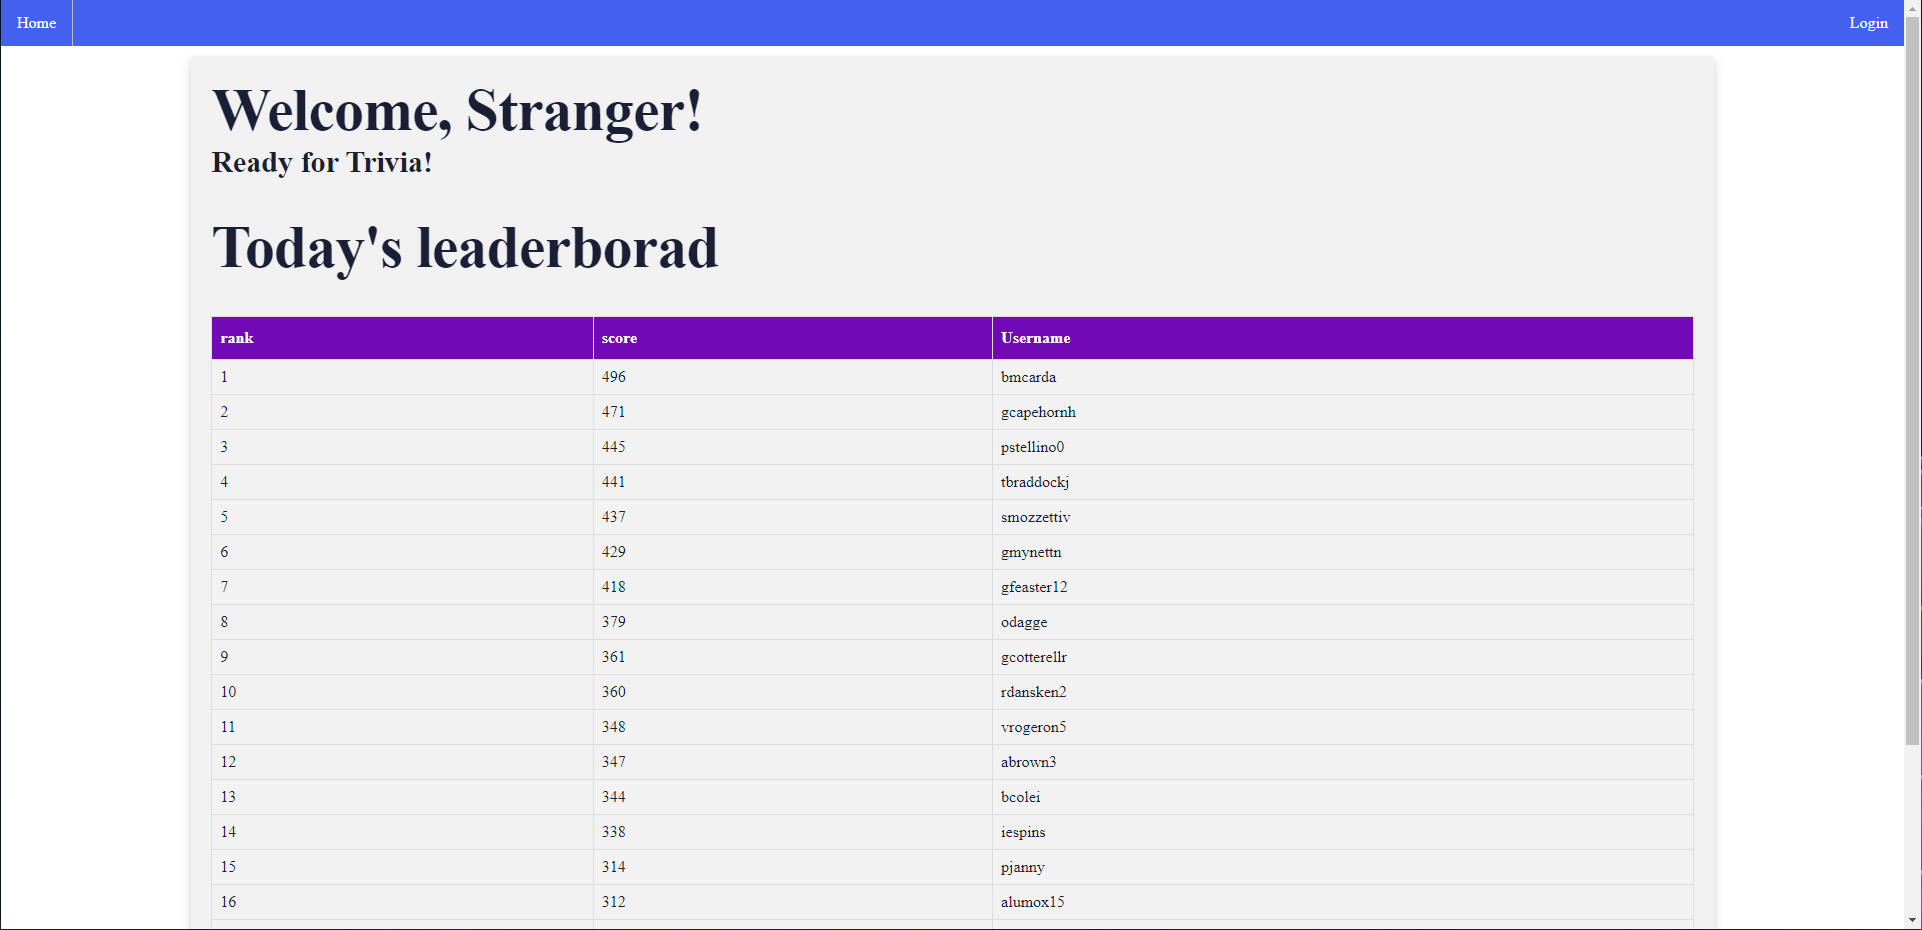 Home Login
Welcome, Stranger!
Ready for Trivia!
Today's leaderborad
rank score Username
1 496 bmcarda
2 471 gcapehornh
3 445 pstellino0
4 441 tbraddockj
5 437 smozzettiv
6 429 gmynettn
7 418 gfeaster12
8 379 odagge
9 361 gcotterellr
10 360 rdansken2
11 348 vrogeron5
12 347 abrown3
13 344 bcolei
14 338 iespins
15 314 pjanny
16 312 alumox15